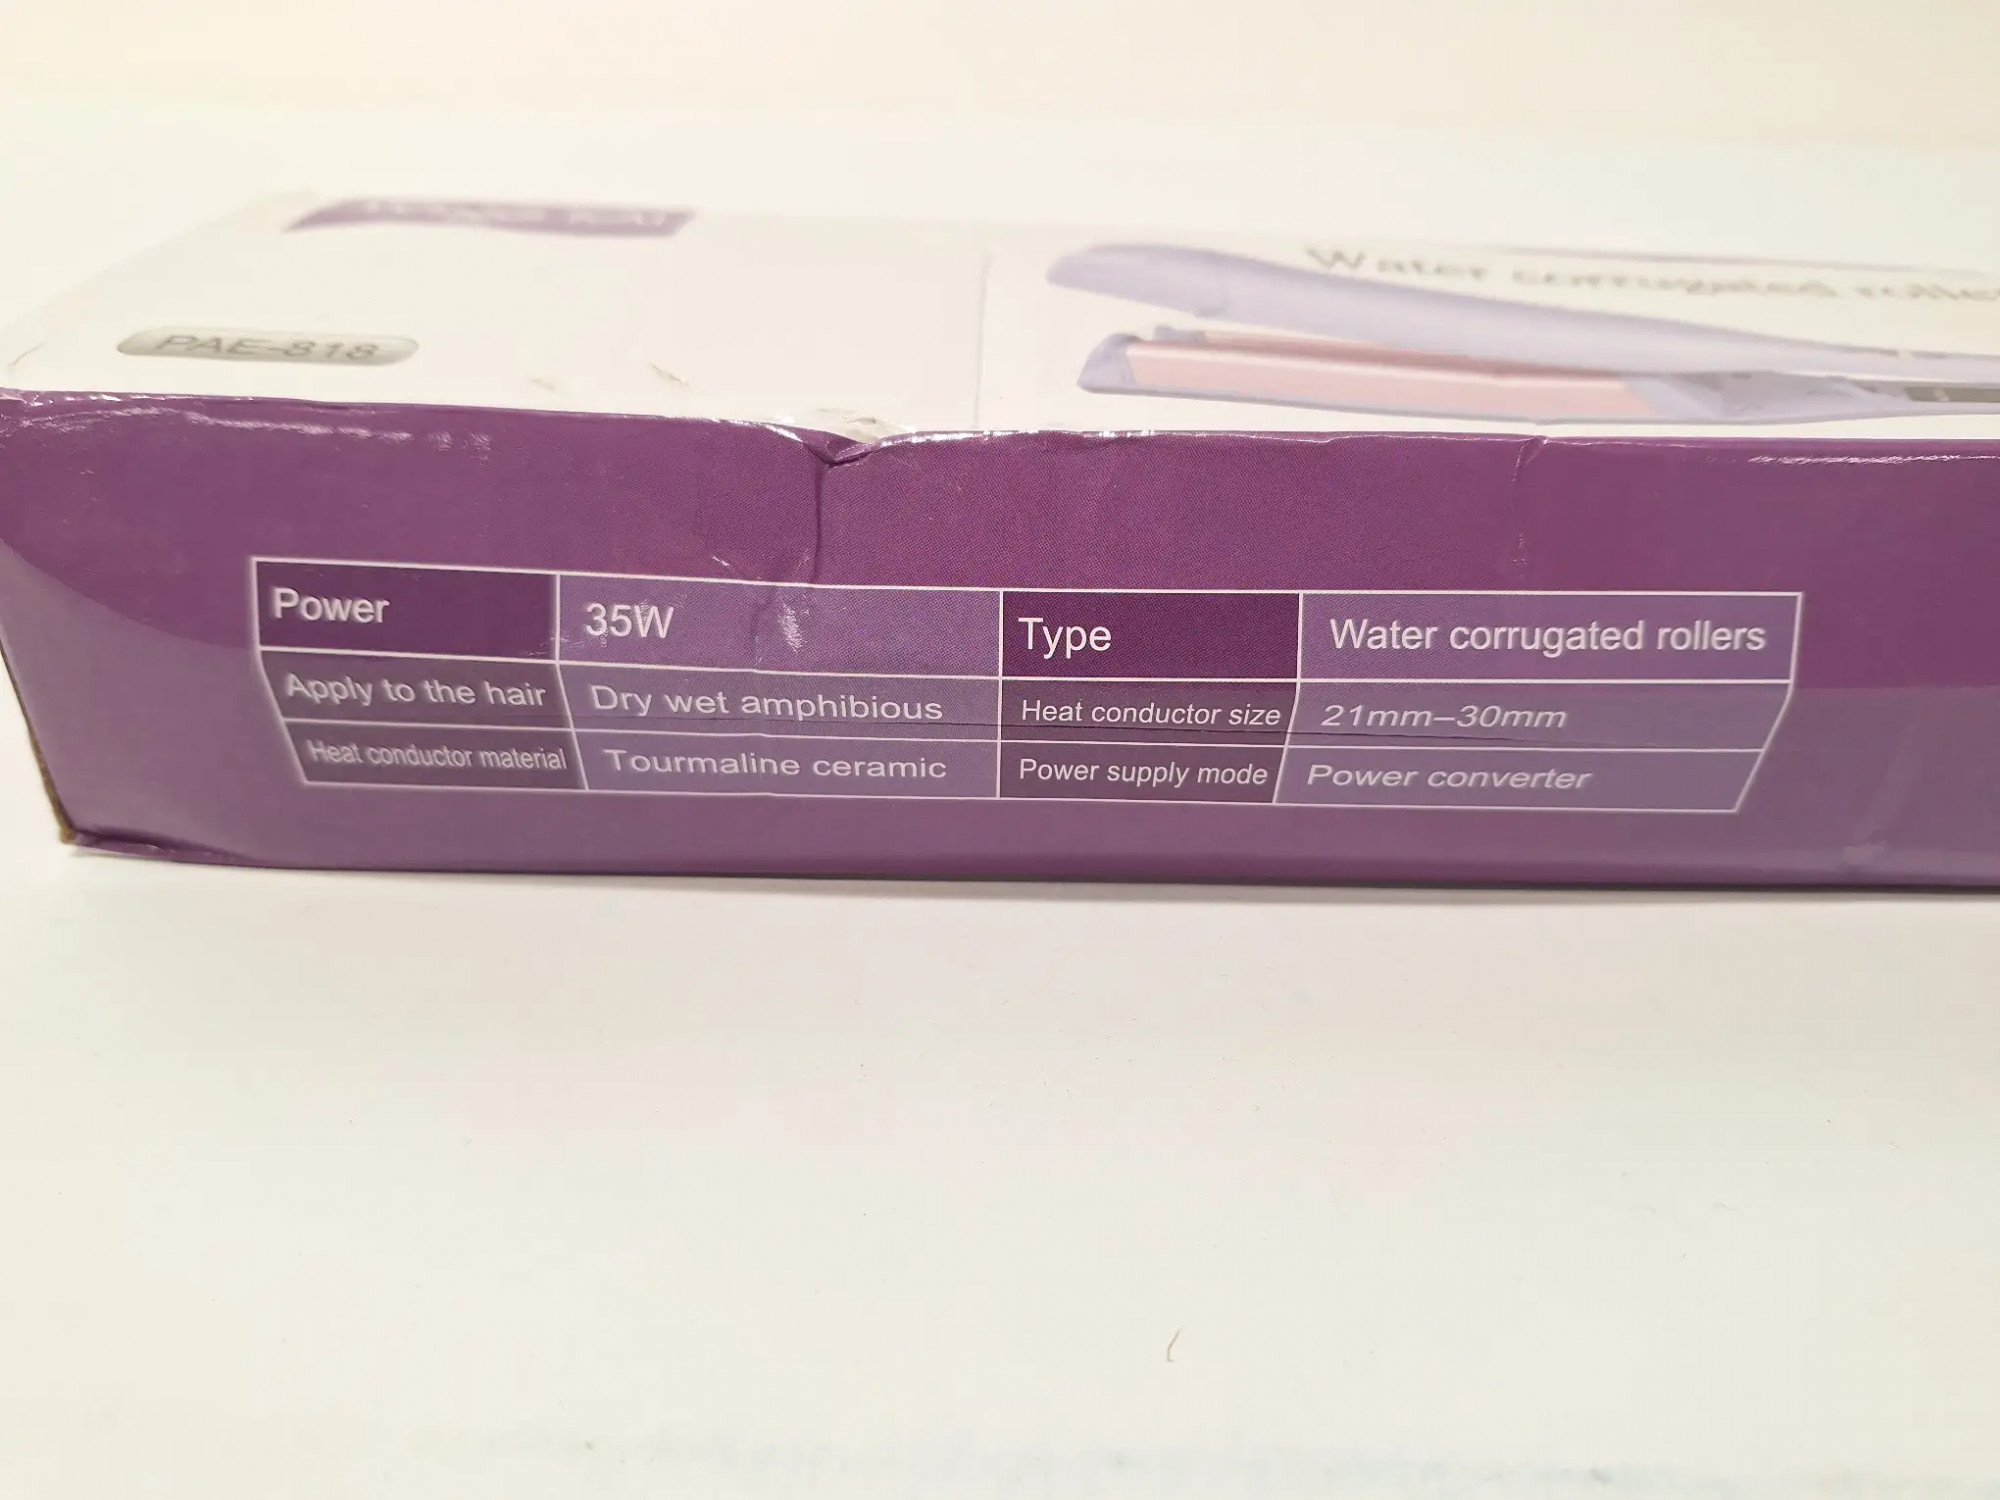 Water corrugated
PAE-818
Power 35W Type Water corrugated rollers
Apply to the hair Dry wet amphibious Heat conductor size 21mm–30mm
Heat conductor material Tourmaline ceramic Power supply mode Power converter